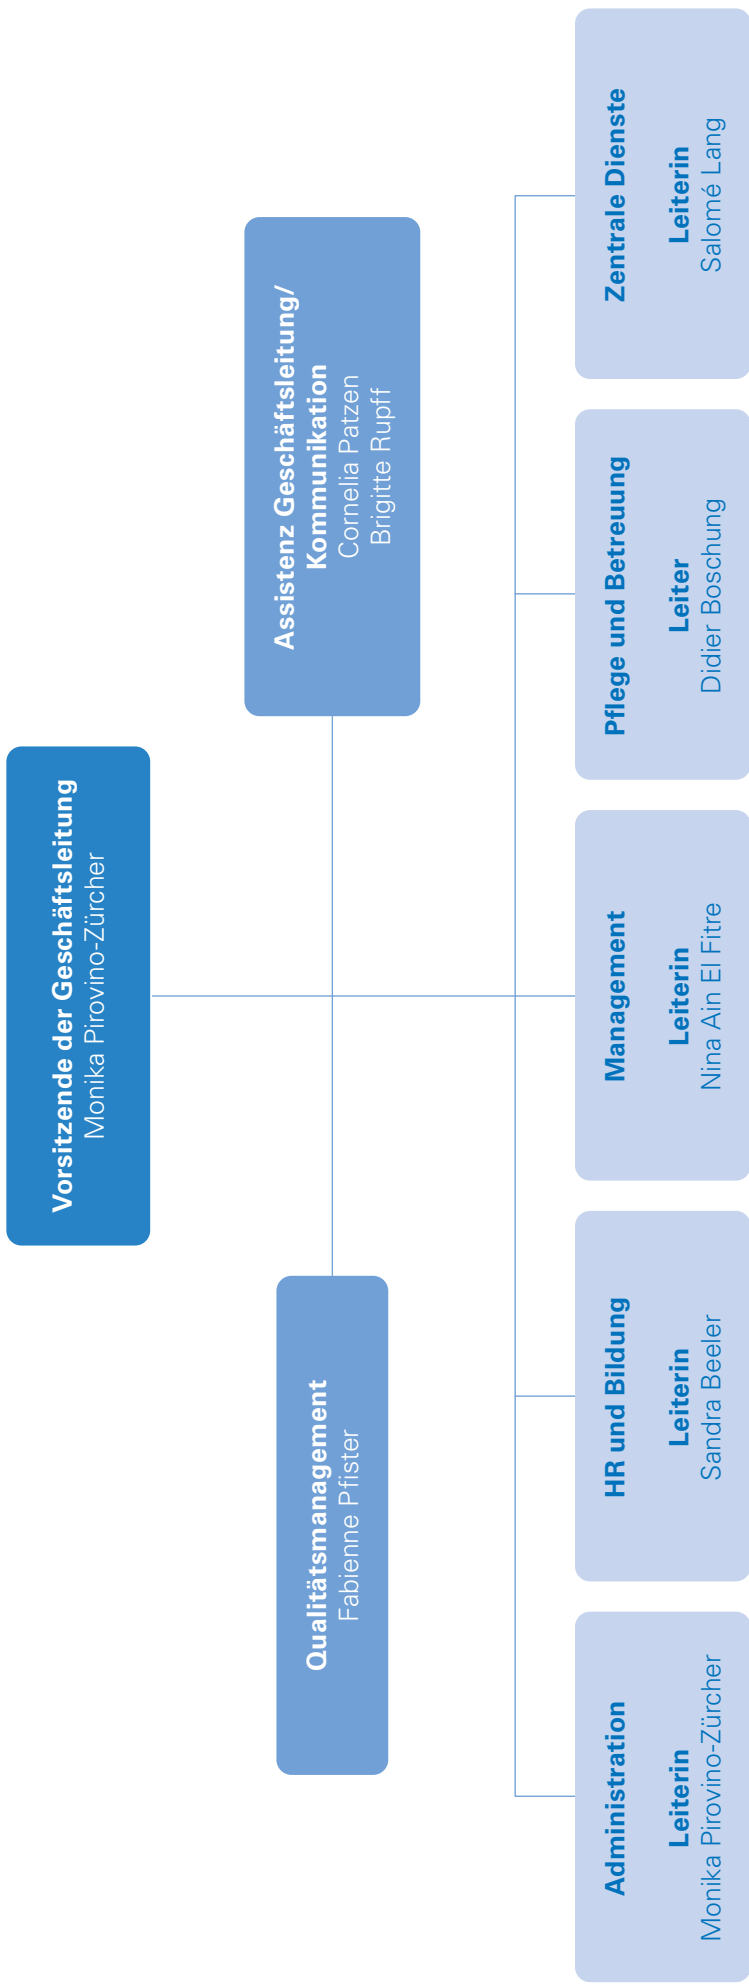 Vorsitzende der Geschäftsleitung
Monika Pirovino-Zürcher
Qualitätsmanagement
Fabienne Pfister
Assistenz Geschäftsleitung/
Kommunikation
Cornelia Patzen
Brigitte Rupff
Administration
Leiterin
Monika Pirovino-Zürcher
HR und Bildung
Leiterin
Sandra Beeler
Management
Leiterin
Nina Ain El Fitre
Pflege und Betreuung
Leiter
Didier Boschung
Zentrale Dienste
Leiterin
Salomé Lang